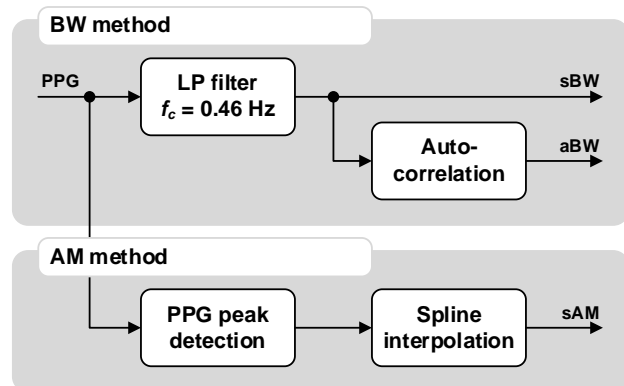 BW method
PPG
LP filter
f_c = 0.46 Hz
sBW
Auto-
correlation
aBW
AM method
PPG peak
detection
Spline
interpolation
sAM